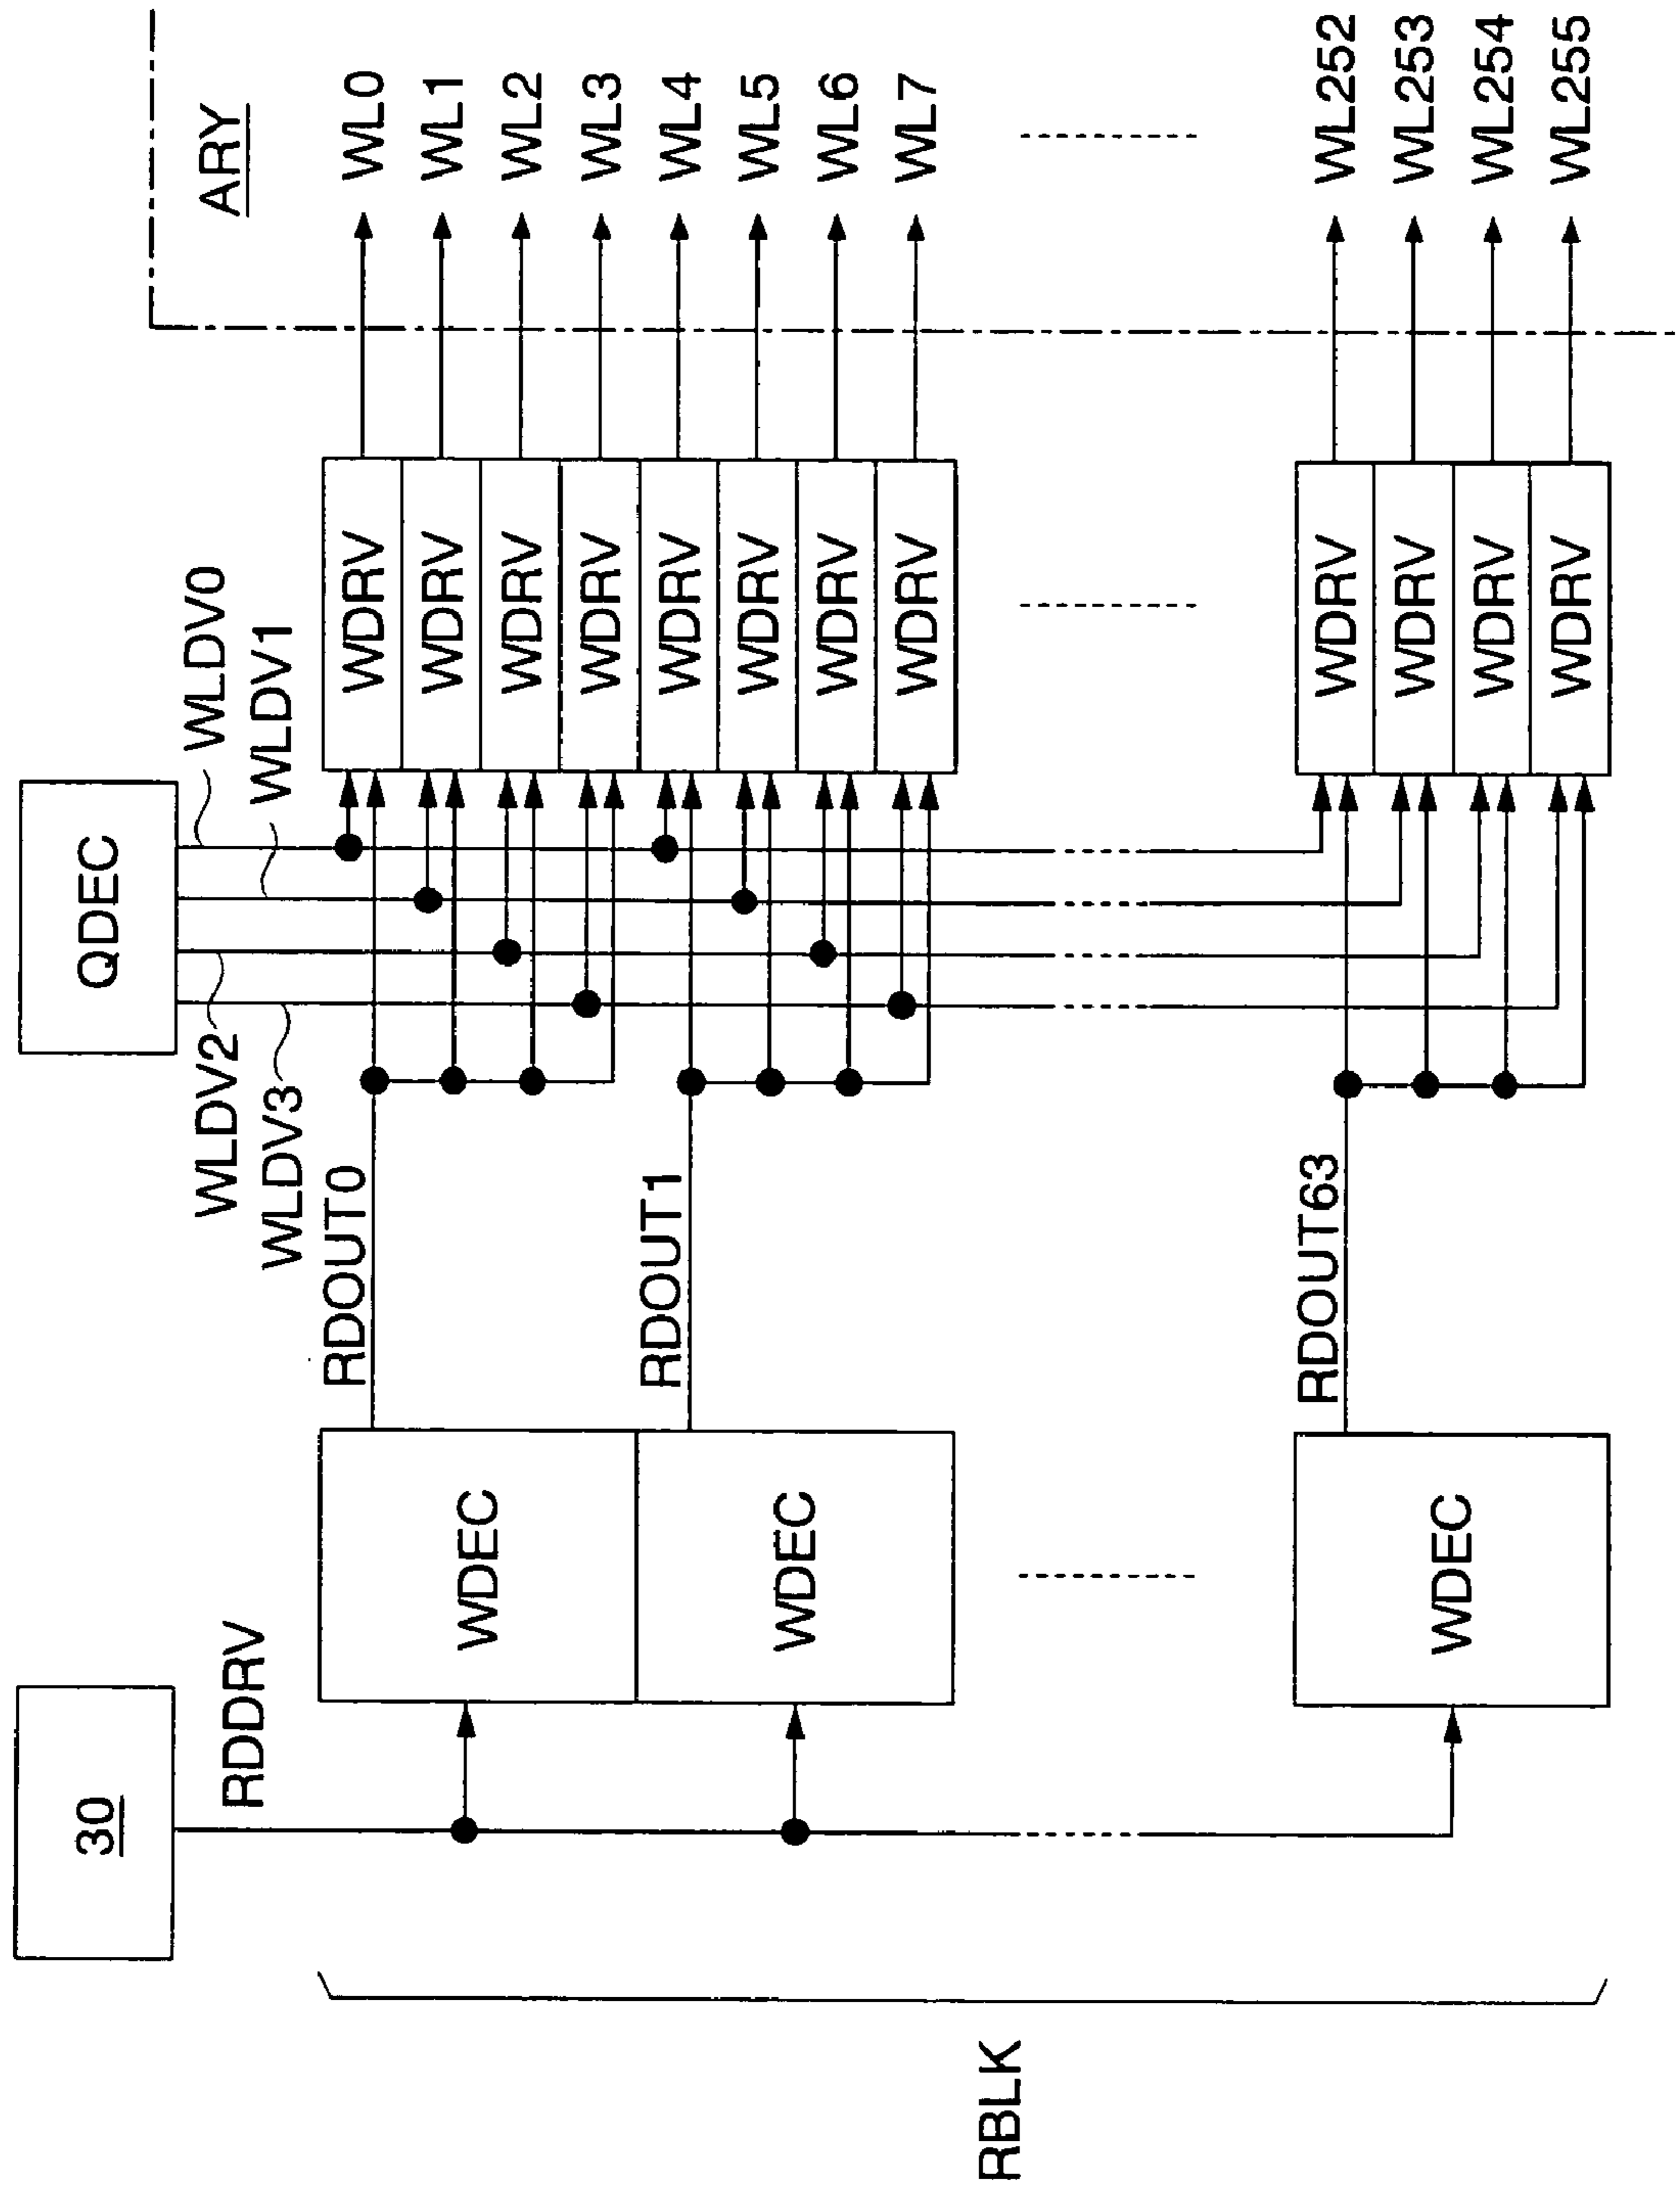 30
RDDRV
QDEC
WLDV0
WLDV1
WLDV2
WLDV3
ARY
RBLK
WDEC
WDEC
WDEC
RDOUT0
RDOUT1
RDOUT63
WDRV
WDRV
WDRV
WDRV
WDRV
WDRV
WDRV
WDRV
WDRV
WDRV
WDRV
WDRV
WL0
WL1
WL2
WL3
WL4
WL5
WL6
WL7
WL252
WL253
WL254
WL255